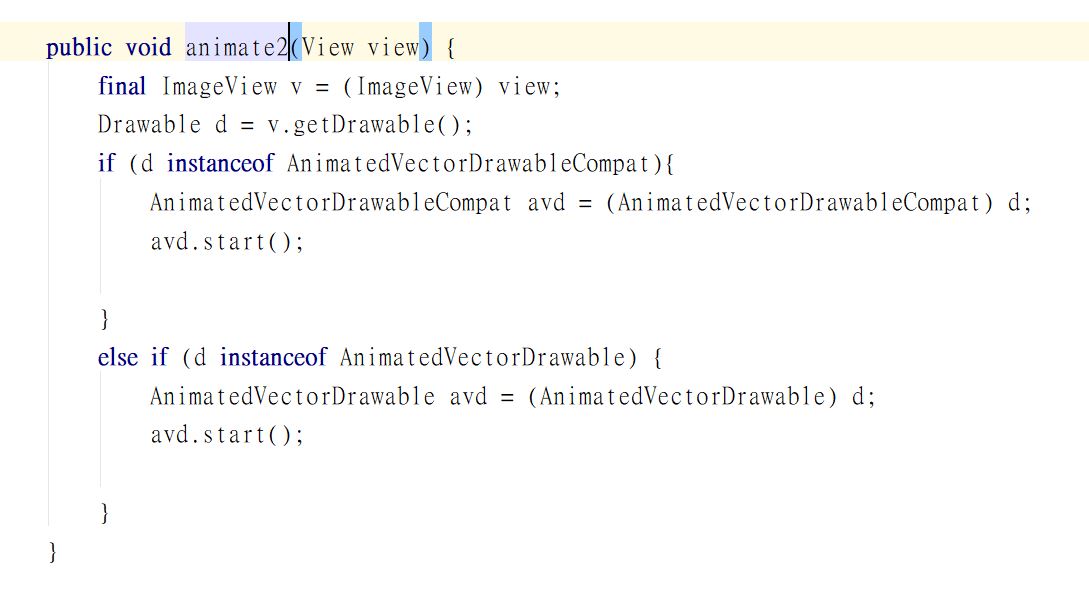 public void animate2(View view) {
final ImageView v = (ImageView) view;
Drawable d = v.getDrawable();
if (d instanceof AnimatedVectorDrawableCompat){
AnimatedVectorDrawableCompat avd = (AnimatedVectorDrawableCompat) d;
avd.start();
}
else if (d instanceof AnimatedVectorDrawable) {
AnimatedVectorDrawable avd = (AnimatedVectorDrawable) d;
avd.start();
}
}